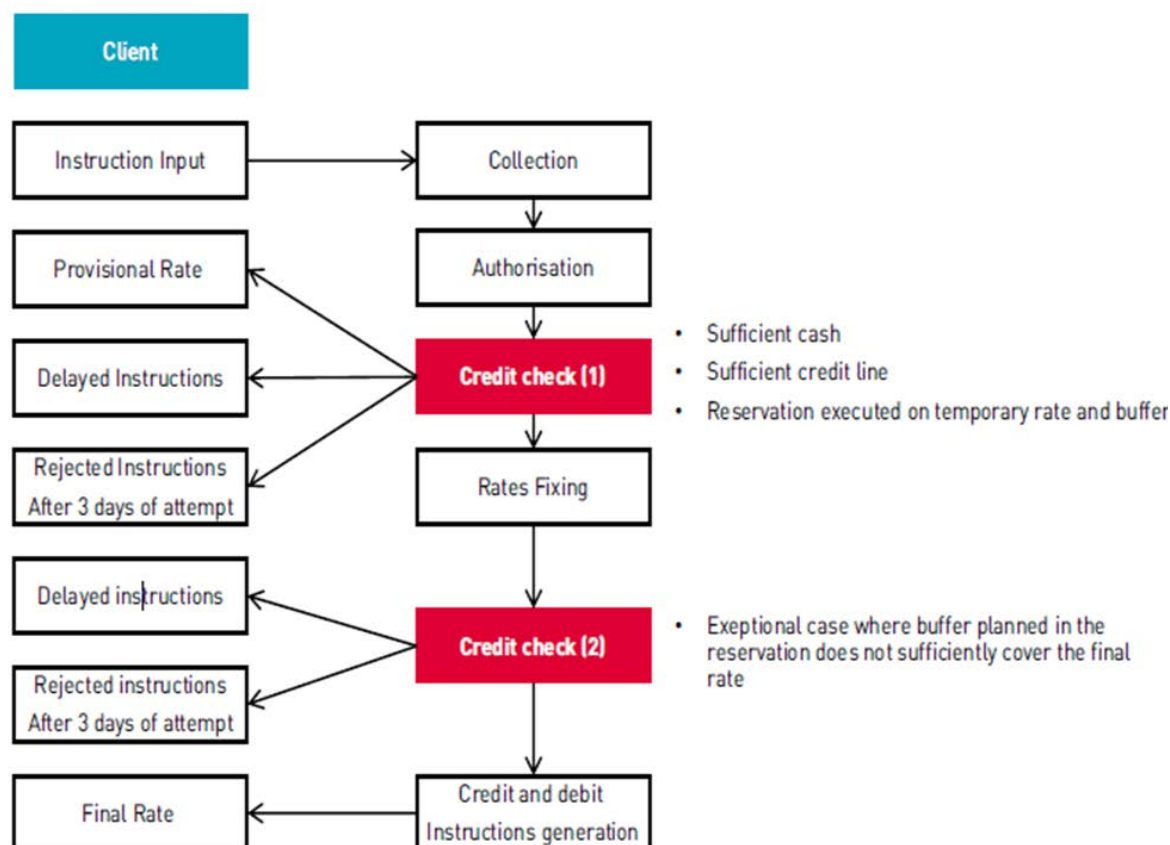 Client
Instruction Input
Collection
Provisional Rate
Authorisation
Delayed Instructions
Credit check (1)
• Sufficient cash
• Sufficient credit line
• Reservation executed on temporary rate and buffer
Rejected Instructions
After 3 days of attempt
Rates Fixing
Delayed instructions
Credit check (2)
• Exeptional case where buffer planned in the
reservation does not sufficiently cover the final
rate
Rejected instructions
After 3 days of attempt
Final Rate
Credit and debit
Instructions generation